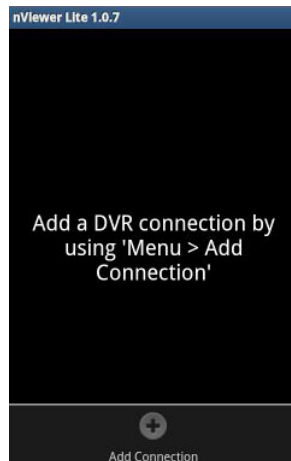 nViewer Lite 1.0.7
Add a DVR connection by
using 'Menu > Add
Connection'
Add Connection